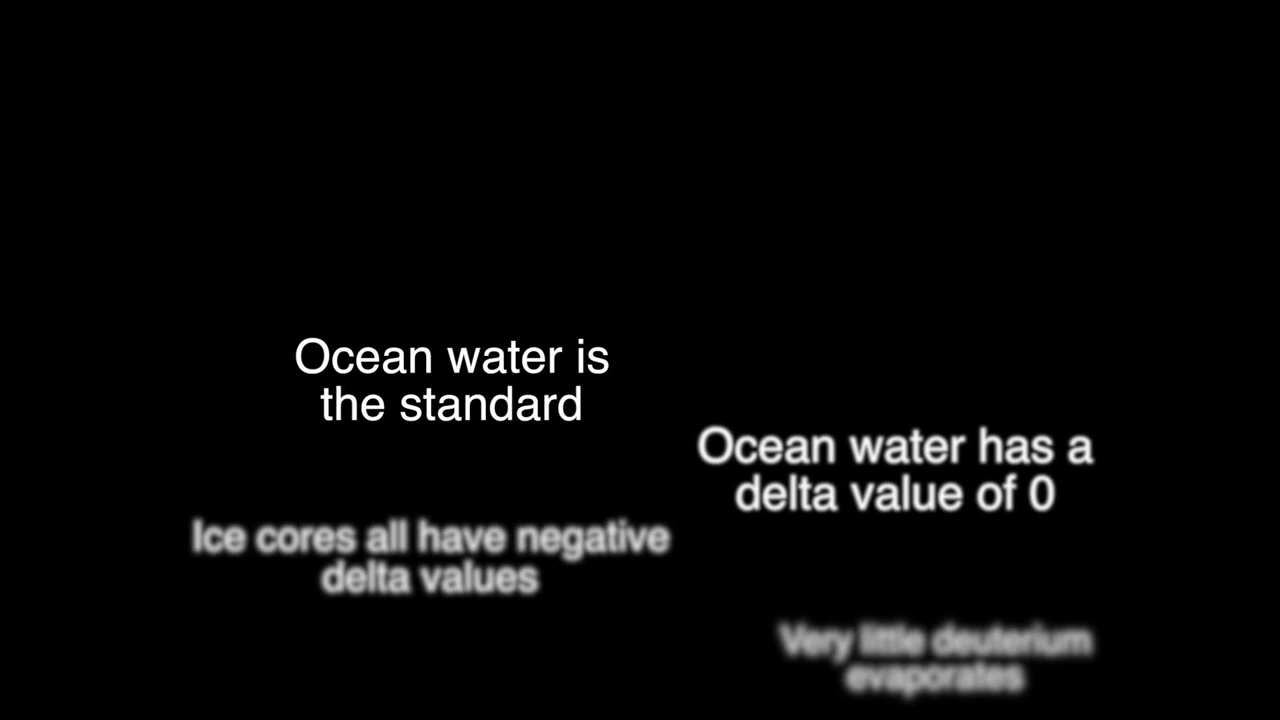 Ocean water is
the standard
Ocean water has a
delta value of 0
Ice cores all have negative
delta values
Very little deuterium
evaporates